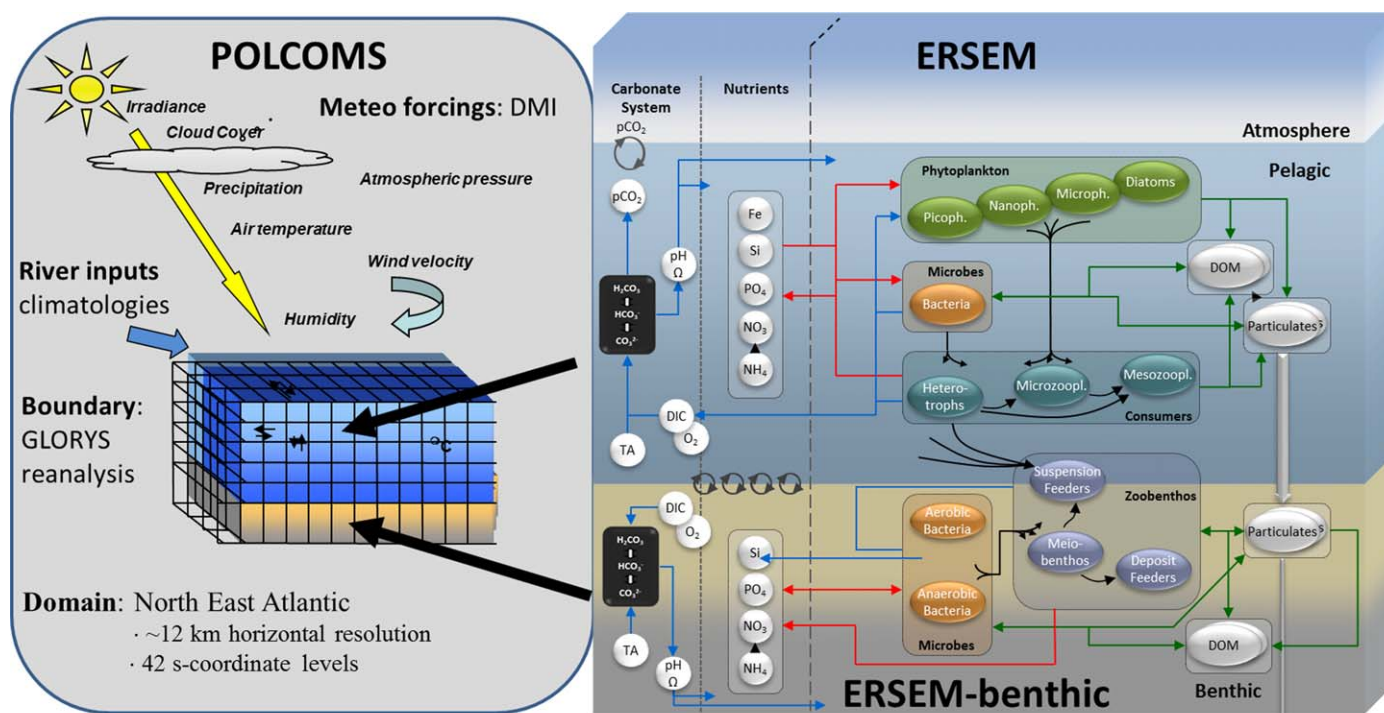 POLCOMS
Meteo forcings: DMI
Irradiance
Cloud Cover
Precipitation
Atmospheric pressure
Air temperature
Wind velocity
Humidity
River inputs
climatologies
Boundary:
GLORYS
reanalysis
°C
Domain: North East Atlantic
· ~12 km horizontal resolution
· 42 s-coordinate levels
ERSEM
Carbonate
System
Nutrients
pCO₂
Atmosphere
Pelagic
pCO₂
pH
Ω
H₂CO₃
HCO₃⁻
CO₃²⁻
TA
DIC
O₂
Fe
Si
PO₄
NO₃
NH₄
Phytoplankton
Picoph.
Nanoph.
Microph.
Diatoms
Microbes
Bacteria
DOM
Particulates
Hetero-
trophs
Microzoopl.
Mesozoopl.
Consumers
Suspension
Feeders
Zoobenthos
Meio-
benthos
Deposit
Feeders
Aerobic
Bacteria
Anaerobic
Bacteria
Microbes
Particulates
DOM
DIC
O₂
H₂CO₃
HCO₃⁻
CO₃²⁻
TA
pH
Ω
Si
PO₄
NO₃
NH₄
Benthic
ERSEM-benthic